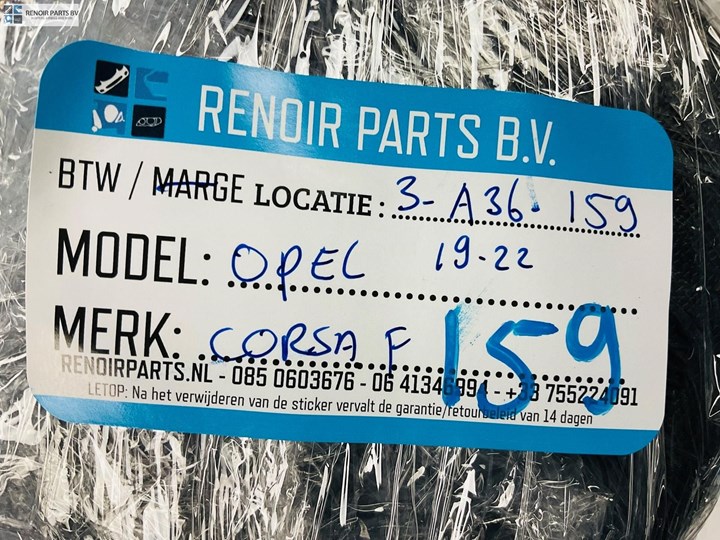 RENOIR PARTS BV
RENOIR PARTS B.V.
BTW / MARGE LOCATIE: 3-A36-159
MODEL: OPEL 19-22
MERK: CORSA F 159
RENOIRPARTS.NL - 085 0603676 - 06 41346994 - +33 755224091
LETOP: Na het verwijderen van de sticker vervalt de garantie/retourbeleid van 14 dagen